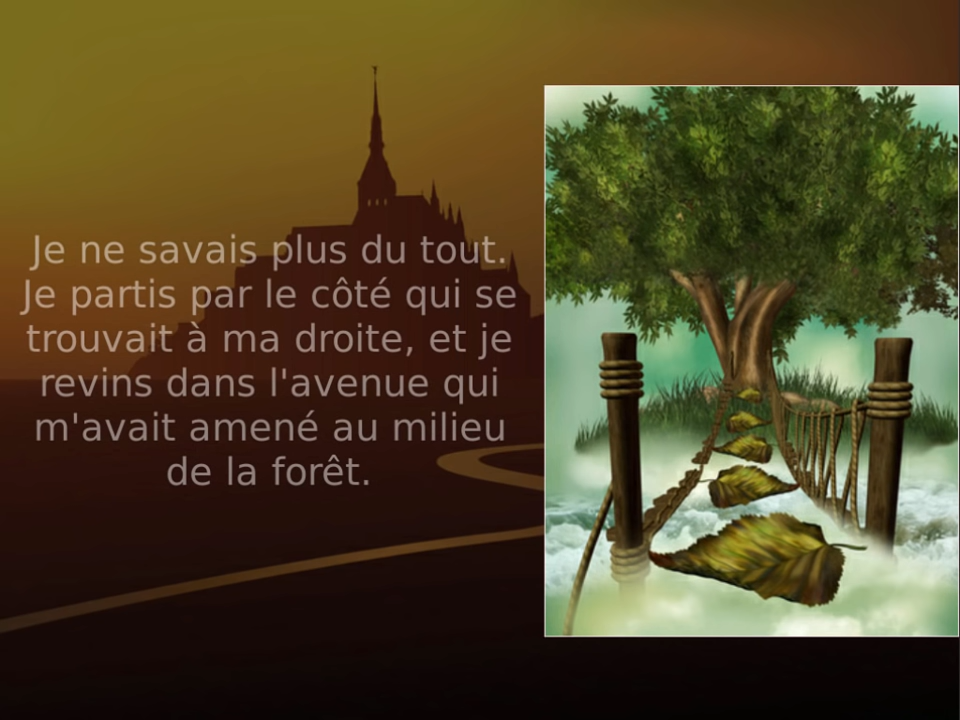 Je ne savais plus du tout.
Je partis par le côté qui se
trouvait à ma droite, et je
revins dans l'avenue qui
m'avait amené au milieu
de la forêt.